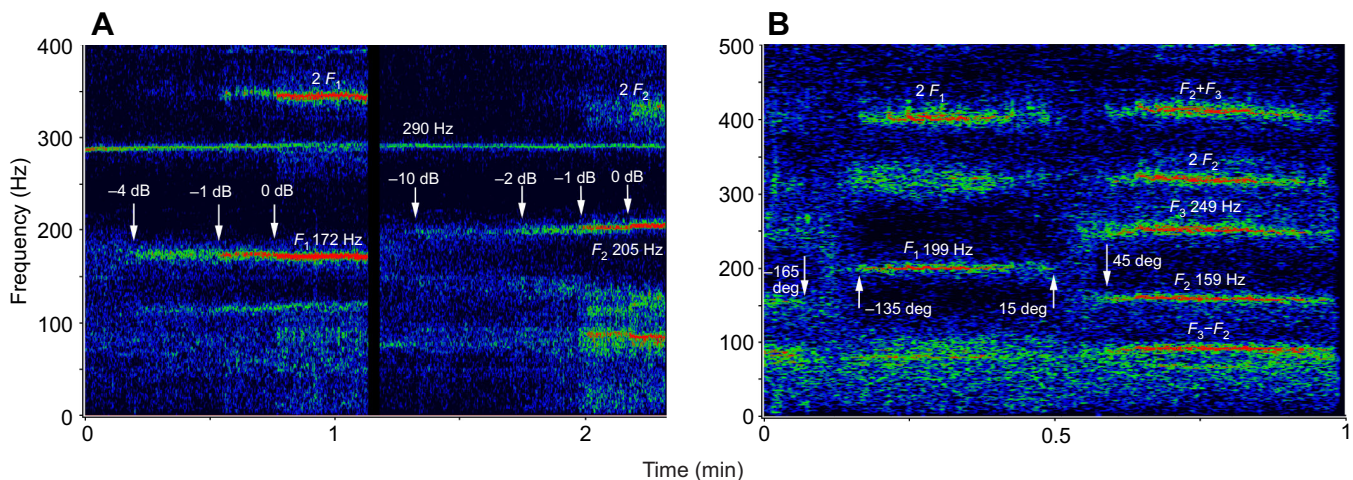 A
400
300
200
100
0
Frequency (Hz)
2 F₁
290 Hz
–4 dB
–1 dB
0 dB
–10 dB
–2 dB
–1 dB
0 dB
F₁ 172 Hz
F₂ 205 Hz
2 F₂
0
1
2
B
500
400
300
200
100
0
2 F₁
F₂+F₃
2 F₂
F₃ 249 Hz
F₁ 199 Hz
–165
deg
45 deg
–135 deg
15 deg
F₂ 159 Hz
F₃–F₂
0
0.5
1
Time (min)